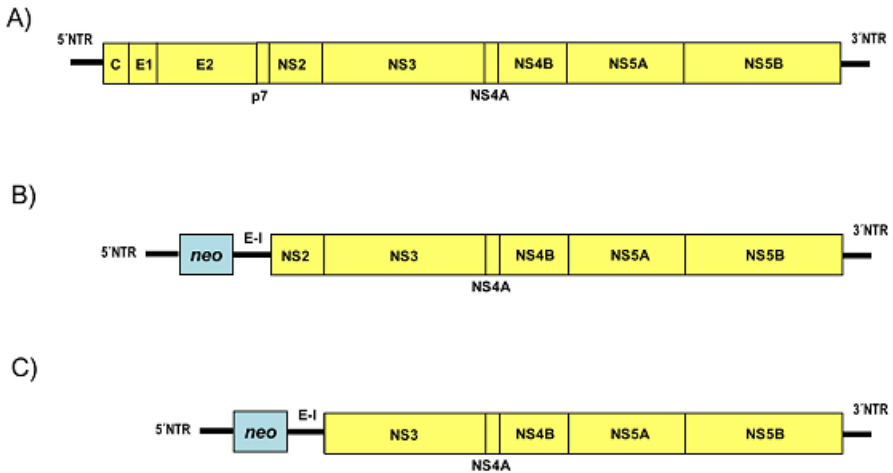 A)
5´NTR
3´NTR
C E1 E2 NS2 NS3 NS4B NS5A NS5B
p7 NS4A
B)
E-I
3´NTR
5´NTR neo NS2 NS3 NS4B NS5A NS5B
NS4A
C)
E-I
3´NTR
5´NTR neo NS3 NS4B NS5A NS5B
NS4A